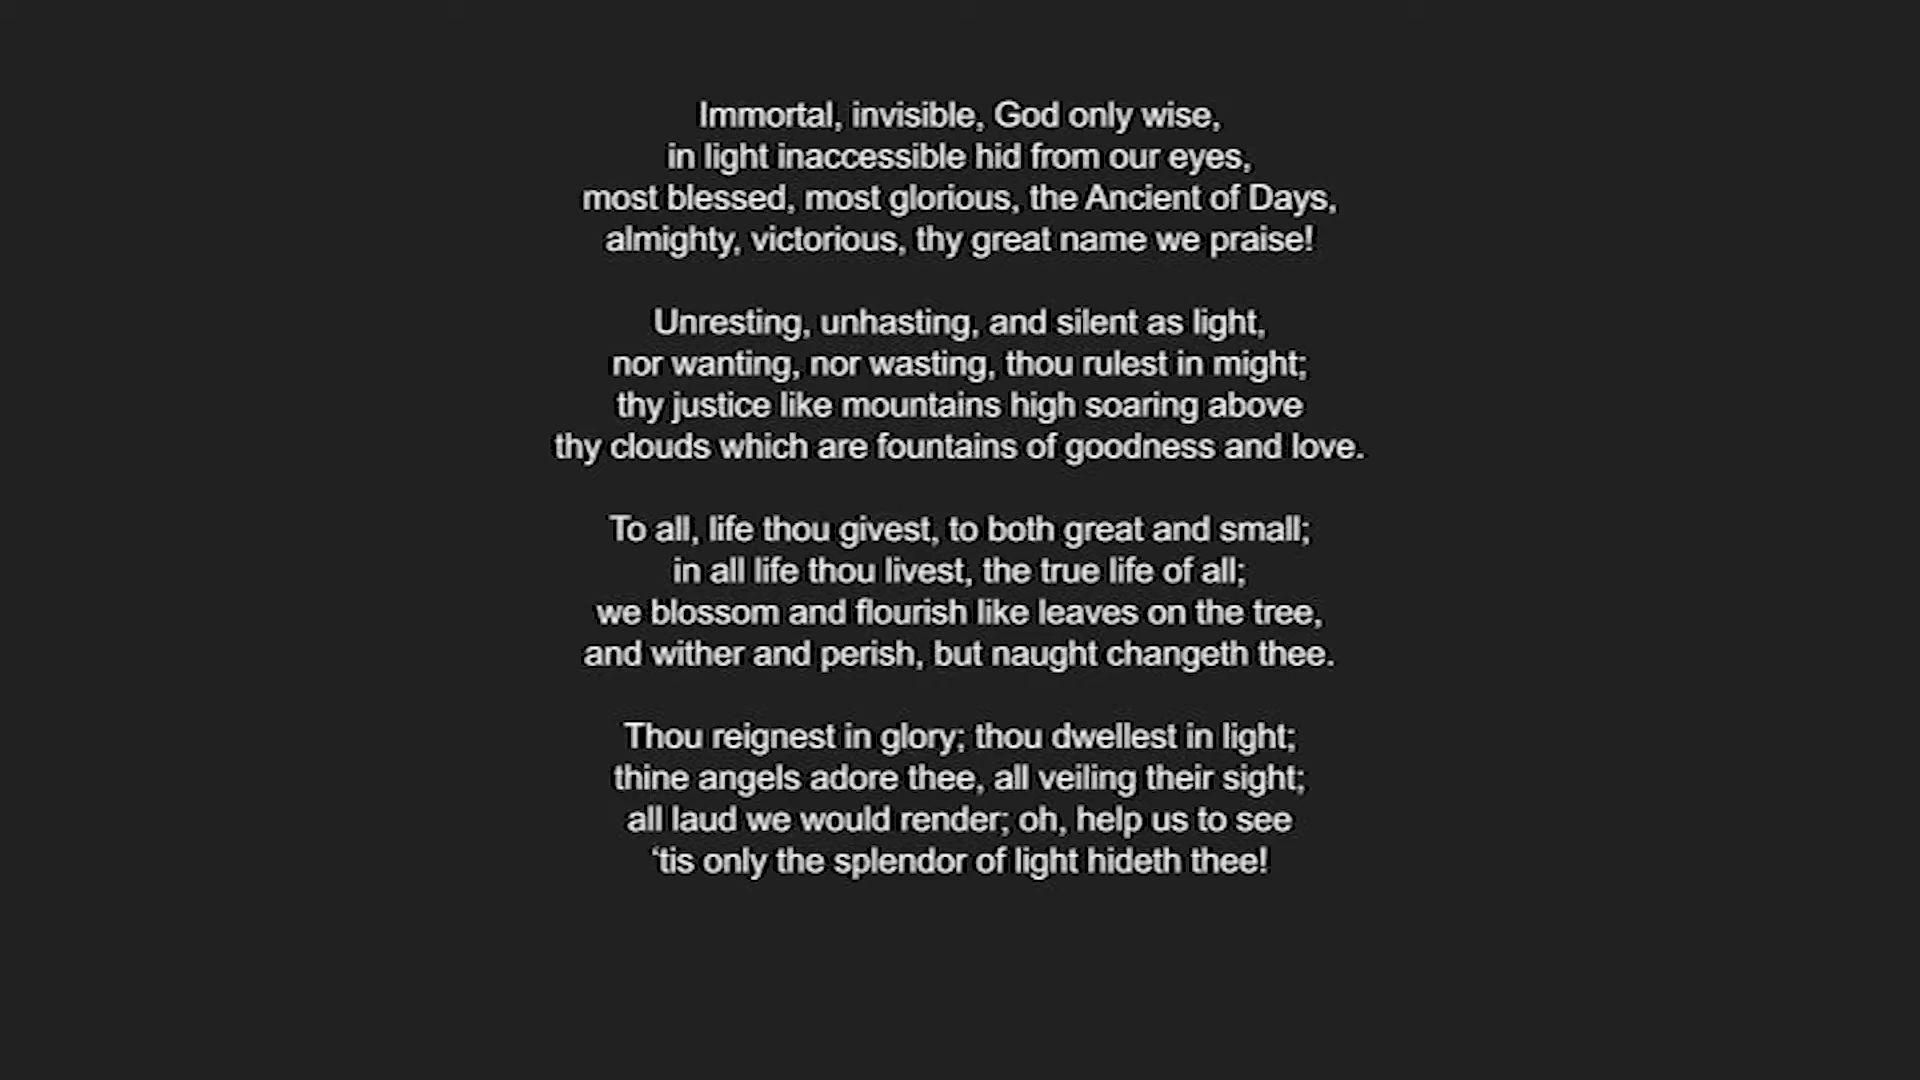 Immortal, invisible, God only wise,
in light inaccessible hid from our eyes,
most blessed, most glorious, the Ancient of Days,
almighty, victorious, thy great name we praise!
Unresting, unhasting, and silent as light,
nor wanting, nor wasting, thou rulest in might;
thy justice like mountains high soaring above
thy clouds which are fountains of goodness and love.
To all, life thou givest, to both great and small;
in all life thou livest, the true life of all;
we blossom and flourish like leaves on the tree,
and wither and perish, but naught changeth thee.
Thou reignest in glory; thou dwellest in light;
thine angels adore thee, all veiling their sight;
all laud we would render; oh, help us to see
‘tis only the splendor of light hideth thee!